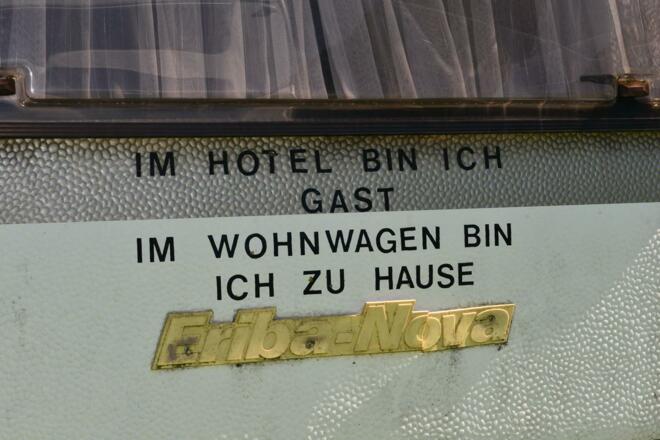 IM HOTEL BIN ICH
GAST
IM WOHNWAGEN BIN
ICH ZU HAUSE
Eriba-Nova